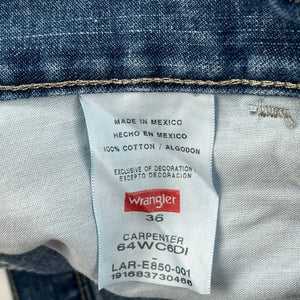 MADE IN MEXICO
HECHO EN MEXICO
100% COTTON / ALGODON
EXCLUSIVE OF DECORATION
EXCEPTO DECORACION
Wrangler
36
CARPENTER
64WC6DI
LAR-E850-001
191683730466